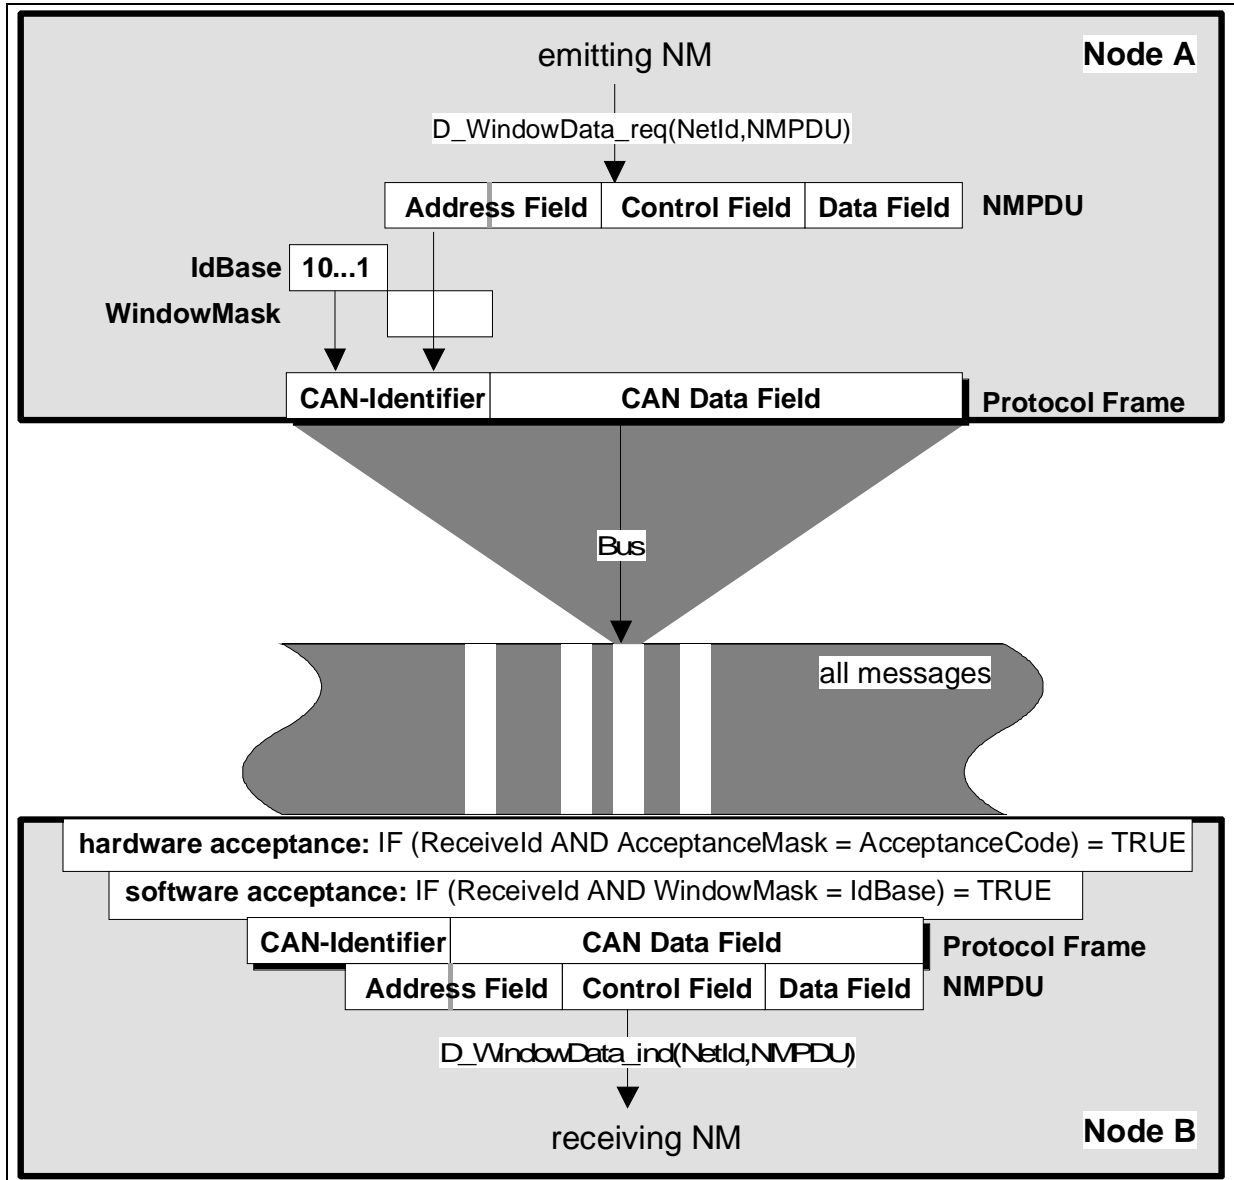 emitting NM
Node A
D_WindowData_req(NetId,NMPDU)
Address Field Control Field Data Field NMPDU
IdBase 10...1
WindowMask
CAN-Identifier CAN Data Field Protocol Frame
Bus
all messages
hardware acceptance: IF (ReceiveId AND AcceptanceMask = AcceptanceCode) = TRUE
software acceptance: IF (ReceiveId AND WindowMask = IdBase) = TRUE
CAN-Identifier CAN Data Field Protocol Frame
Address Field Control Field Data Field NMPDU
D_WindowData_ind(NetId,NMPDU)
receiving NM
Node B